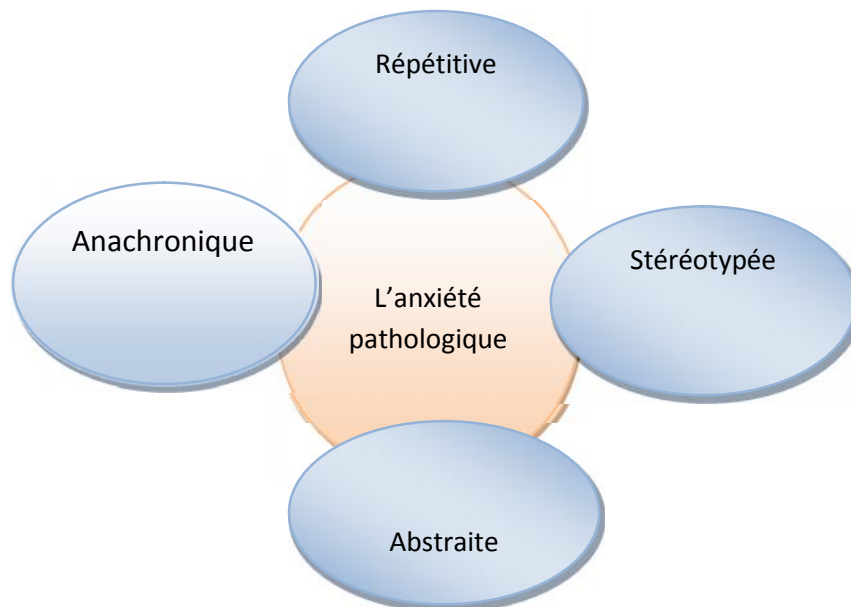 Répétitive
Anachronique
Stéréotypée
L’anxiété
pathologique
Abstraite